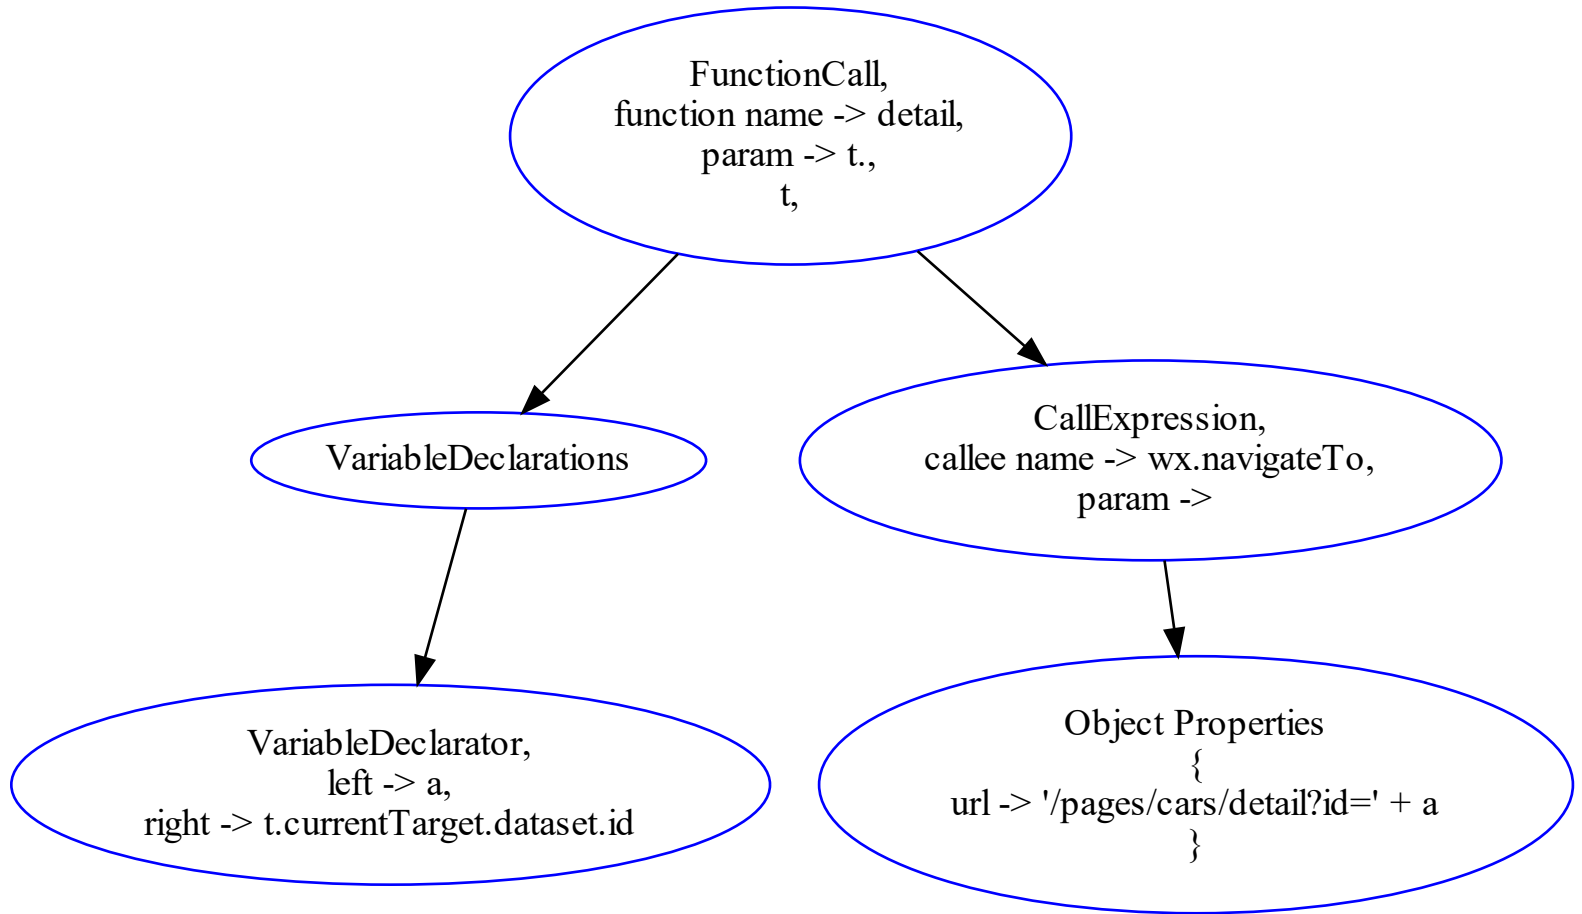 FunctionCall,
function name -> detail,
param -> t.,
t,
VariableDeclarations
CallExpression,
callee name -> wx.navigateTo,
param ->
VariableDeclarator,
left -> a,
right -> t.currentTarget.dataset.id
Object Properties
{
url -> '/pages/cars/detail?id=' + a
}